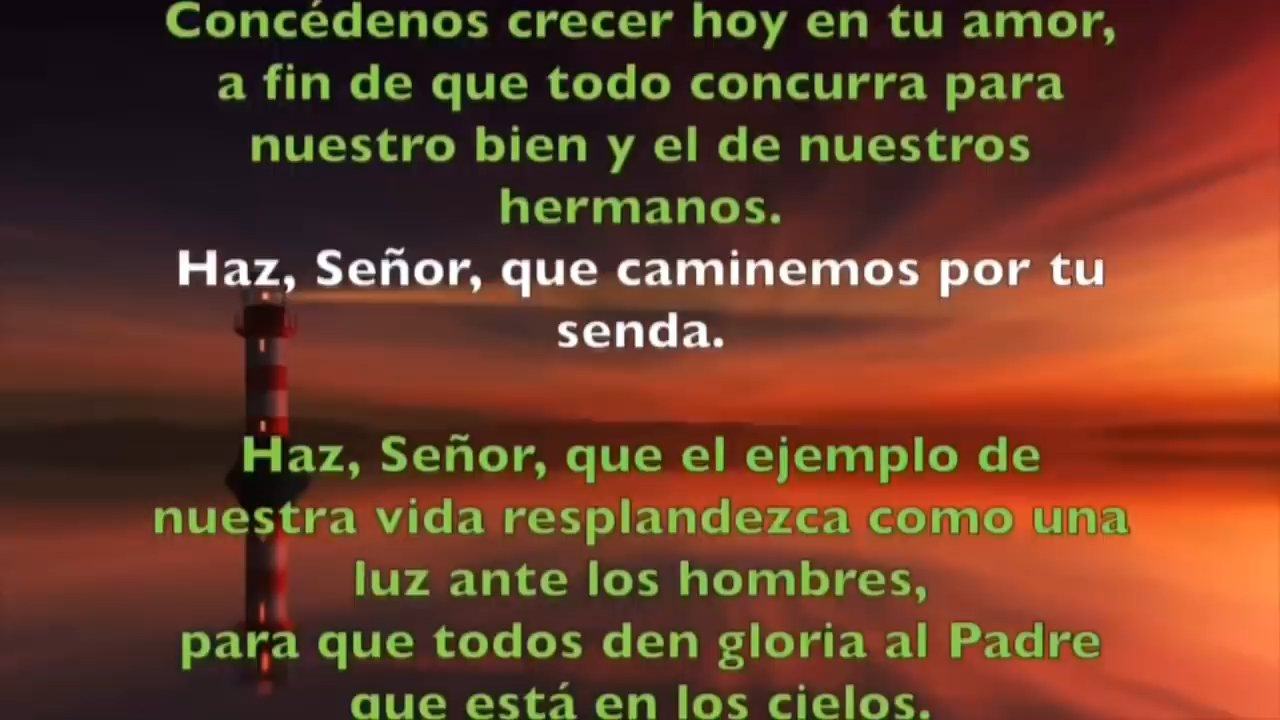 Concédenos crecer hoy en tu amor,
a fin de que todo concurra para
nuestro bien y el de nuestros
hermanos.
Haz, Señor, que caminemos por tu
senda.
Haz, Señor, que el ejemplo de
nuestra vida resplandezca como una
luz ante los hombres,
para que todos den gloria al Padre
que está en los cielos.